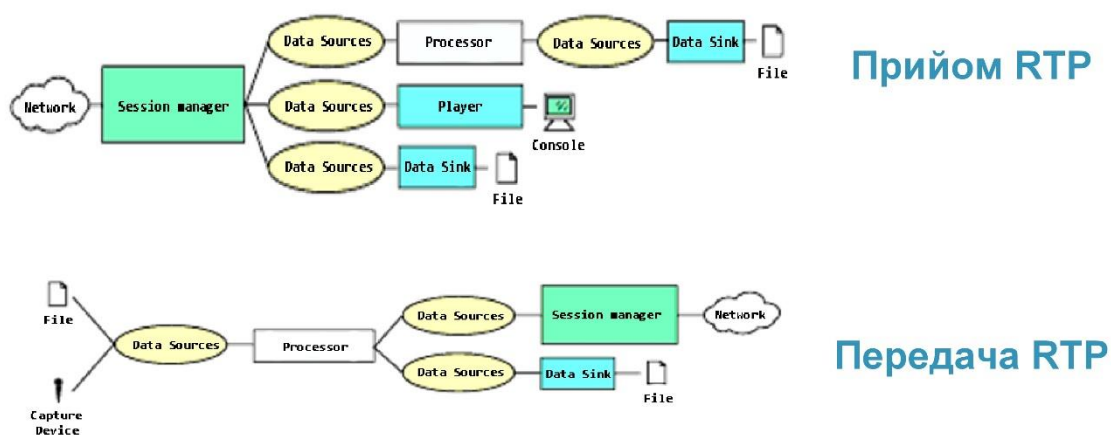 Data Sources
Processor
Data Sources
Data Sink
File
Прийом RTP
Network
Session manager
Data Sources
Player
Console
Data Sources
Data Sink
File
File
Data Sources
Session manager
Network
Data Sources
Processor
Передача RTP
Data Sources
Data Sink
File
Capture
Device